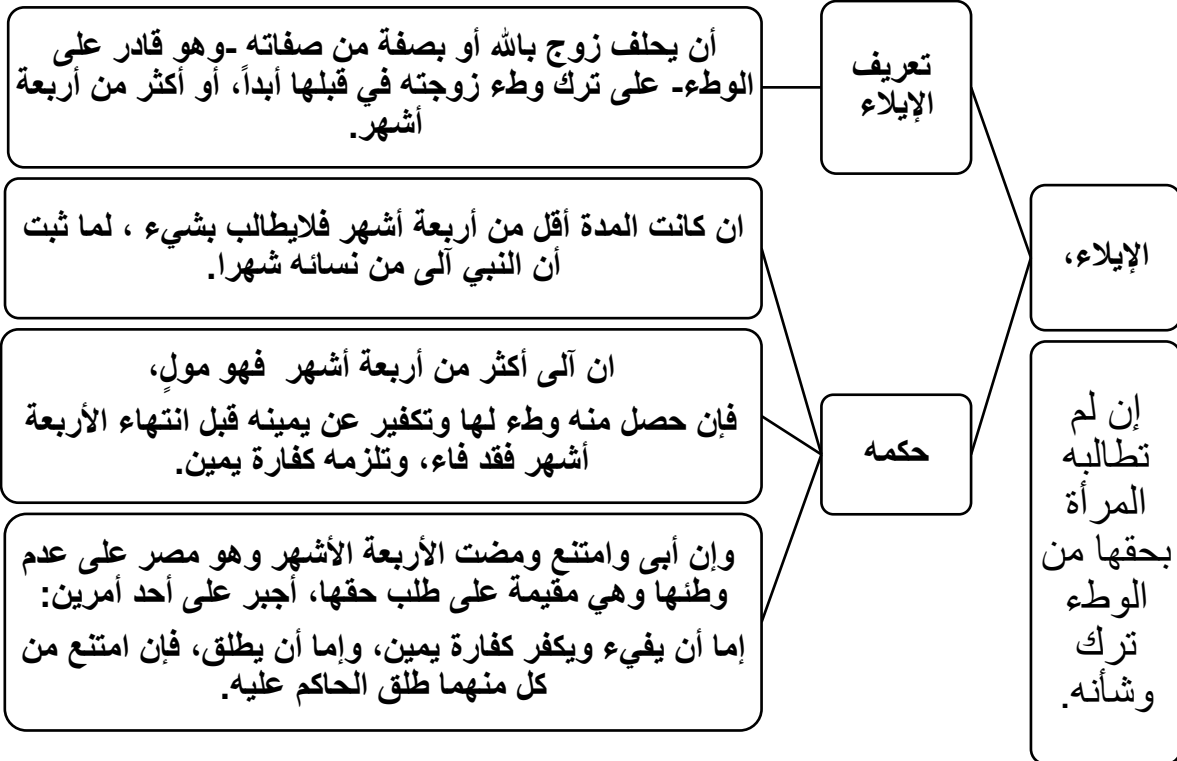 الإيلاء،
إن لم
تطالبه
المرأة
بحقها من
الوطء
ترك
وشأنه.
تعريف
الإيلاء
أن يحلف زوج بالله أو بصفة من صفاته -وهو قادر على
الوطء- على ترك وطء زوجته في قبلها أبداً، أو أكثر من أربعة
أشهر.
حكمه
ان كانت المدة أقل من أربعة أشهر فلايطالب بشيء ، لما ثبت
أن النبي آلى من نسائه شهرا.
ان آلى أكثر من أربعة أشهر فهو مولٍ،
فإن حصل منه وطء لها وتكفير عن يمينه قبل انتهاء الأربعة
أشهر فقد فاء، وتلزمه كفارة يمين.
وإن أبى وامتنع ومضت الأربعة الأشهر وهو مصر على عدم
وطئها وهي مقيمة على طلب حقها، أجبر على أحد أمرين:
إما أن يفيء ويكفر كفارة يمين، وإما أن يطلق، فإن امتنع من
كل منهما طلق الحاكم عليه.